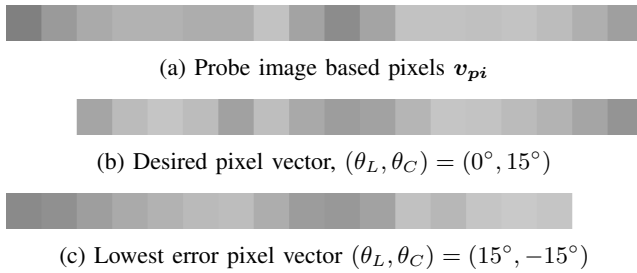 (a) Probe image based pixels v_pi
(b) Desired pixel vector, (θ_L, θ_C) = (0°, 15°)
(c) Lowest error pixel vector (θ_L, θ_C) = (15°, −15°)